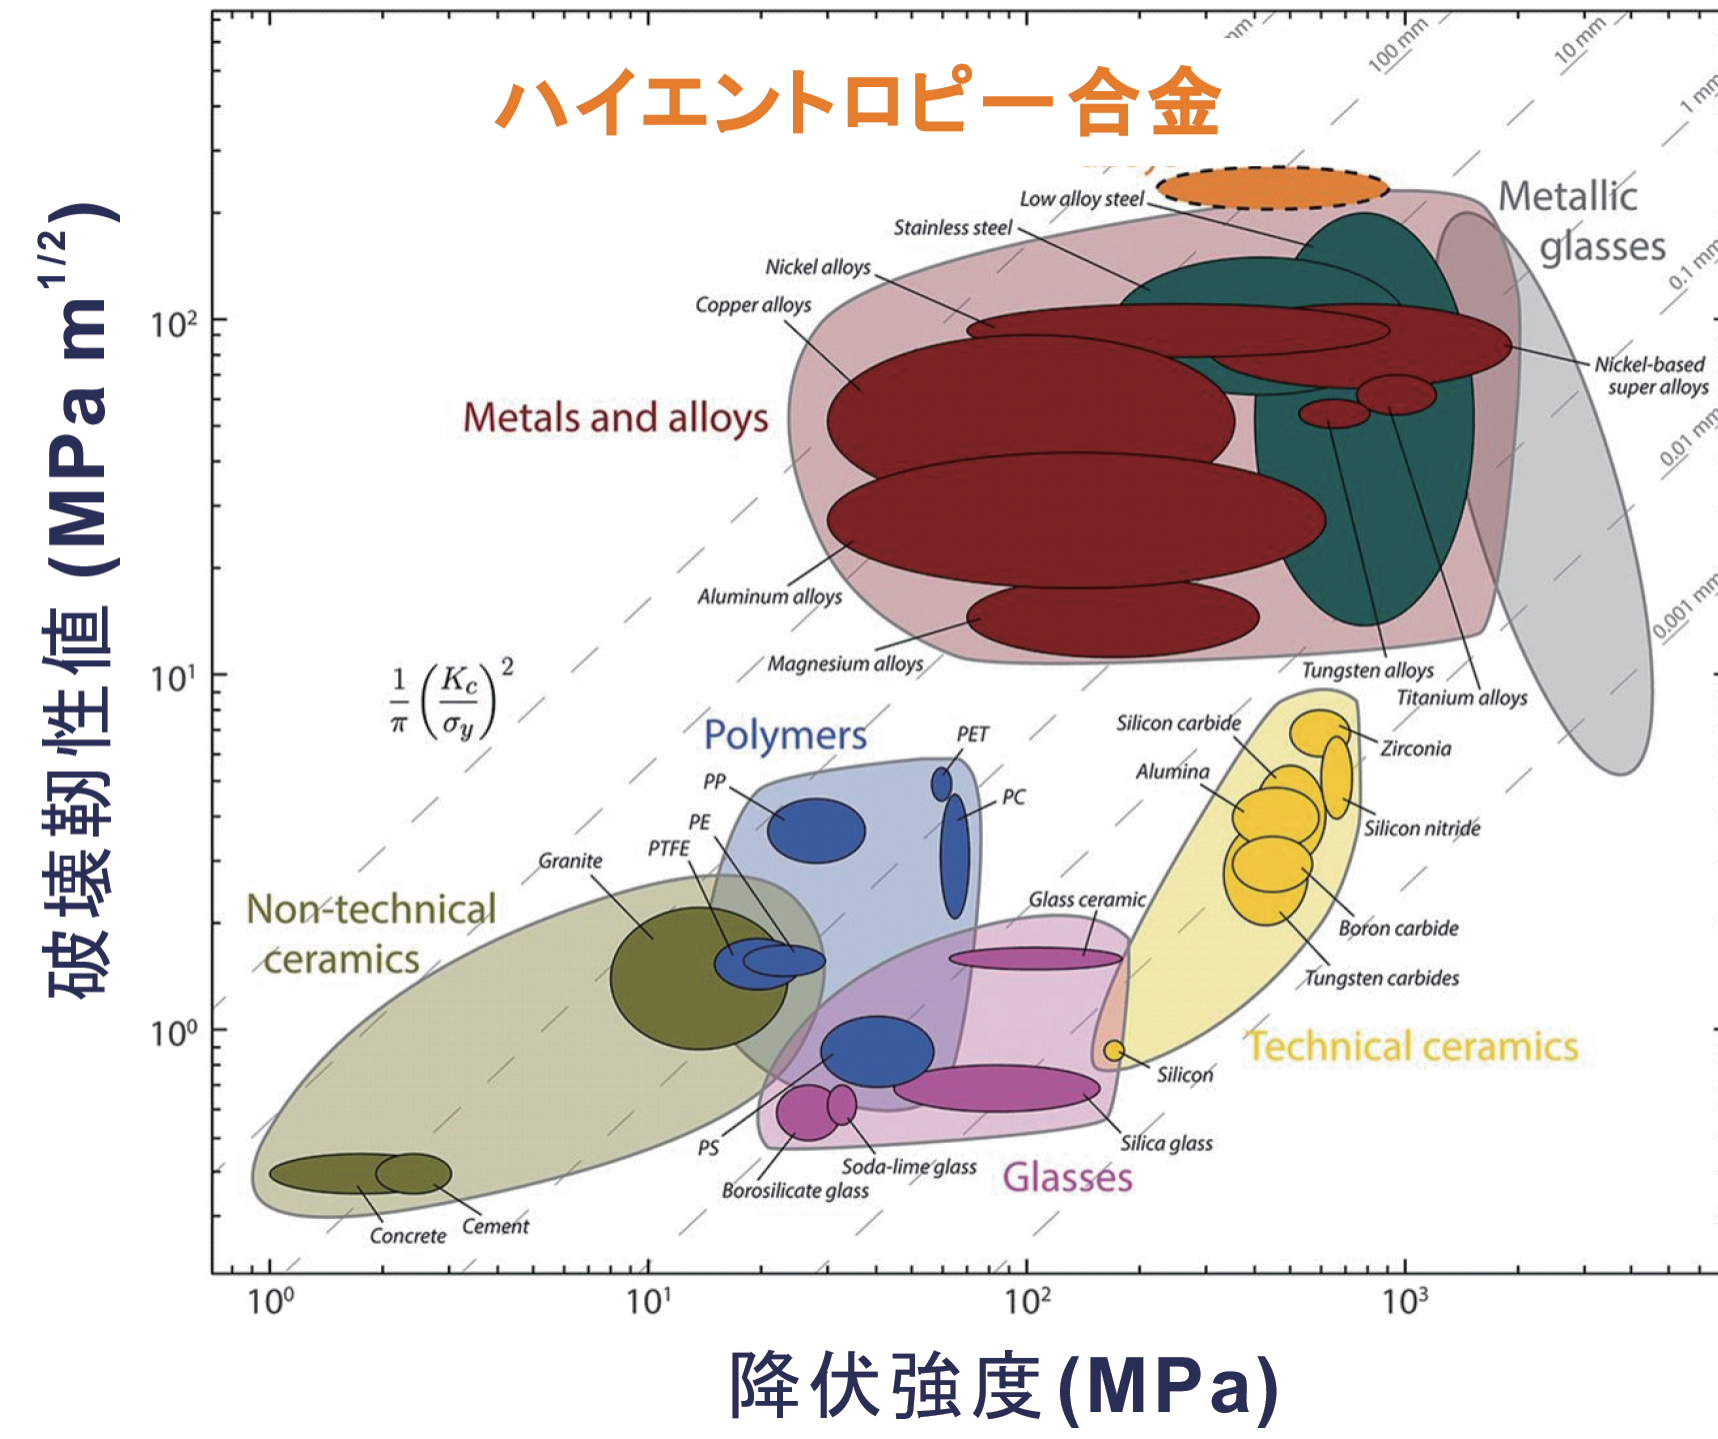 ハイエントロピー合金
mm
100 mm
10 mm
1 mm
0.1 mm
0.01 mm
0.001 mm
Low alloy steel
Stainless steel
Nickel alloys
Copper alloys
Metallic
glasses
Nickel-based
super alloys
Metals and alloys
Aluminum alloys
Magnesium alloys
Tungsten alloys
Titanium alloys
1/π (Kc/σy)²
Polymers
PET
PP
PC
PE
PTFE
Granite
Silicon carbide
Zirconia
Alumina
Silicon nitride
Glass ceramic
Boron carbide
Tungsten carbides
Non-technical
ceramics
Technical ceramics
Silicon
PS
Silica glass
Soda-lime glass
Borosilicate glass
Glasses
Concrete
Cement
10²
10¹
10⁰
10⁰
10¹
10²
10³
破壊靭性値 (MPa m¹/²)
降伏強度(MPa)